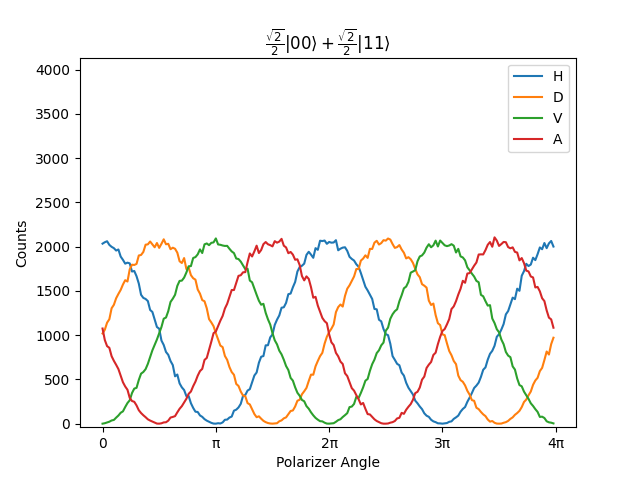 √2/2|00⟩ + √2/2|11⟩
4000
3500
3000
2500
2000
1500
1000
500
0
Counts
H
D
V
A
0 π 2π 3π 4π
Polarizer Angle